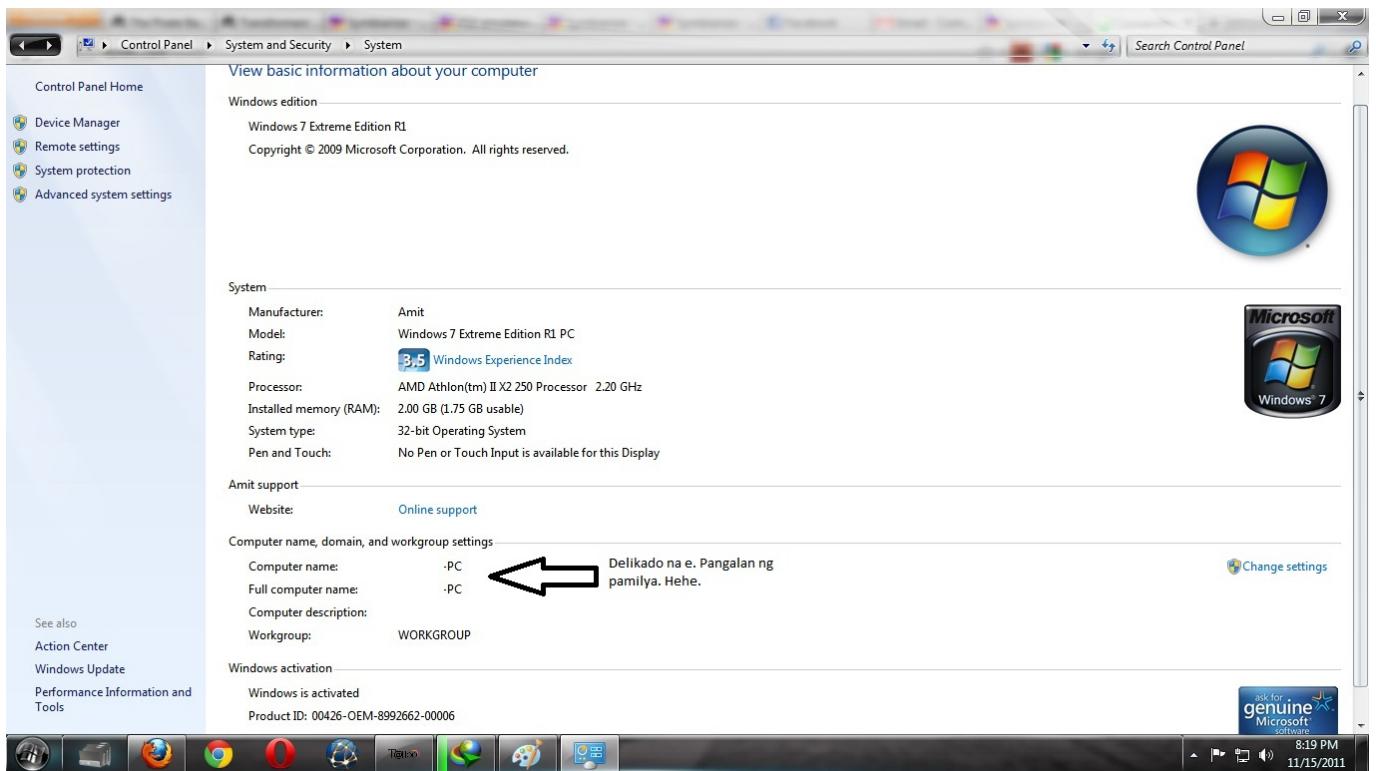 Control Panel ▸ System and Security ▸ System
Search Control Panel
Control Panel Home
Device Manager
Remote settings
System protection
Advanced system settings
See also
Action Center
Windows Update
Performance Information and
Tools
View basic information about your computer
Windows edition
Windows 7 Extreme Edition R1
Copyright © 2009 Microsoft Corporation. All rights reserved.
System
Manufacturer: Amit
Model: Windows 7 Extreme Edition R1 PC
Rating: 3.5 Windows Experience Index
Processor: AMD Athlon(tm) II X2 250 Processor 2.20 GHz
Installed memory (RAM): 2.00 GB (1.75 GB usable)
System type: 32-bit Operating System
Pen and Touch: No Pen or Touch Input is available for this Display
Microsoft
Windows® 7
Amit support
Website: Online support
Computer name, domain, and workgroup settings
Computer name: -PC
Full computer name: -PC
Computer description:
Workgroup: WORKGROUP
Delikado na e. Pangalan ng
pamilya. Hehe.
Change settings
Windows activation
Windows is activated
Product ID: 00426-OEM-8992662-00006
ask for
genuine
Microsoft®
software
8:19 PM
11/15/2011